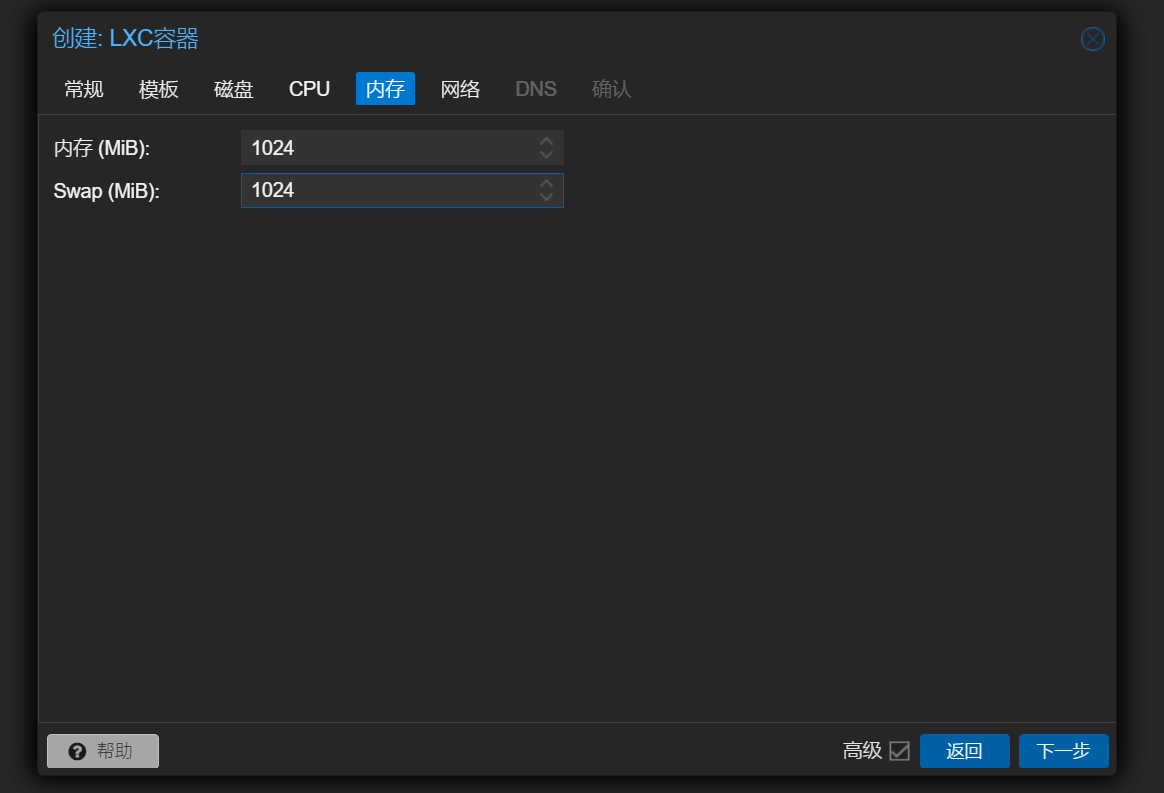 创建: LXC容器
常规 模板 磁盘 CPU 内存 网络 DNS 确认
内存 (MiB): 1024
Swap (MiB): 1024
帮助 高级 返回 下一步